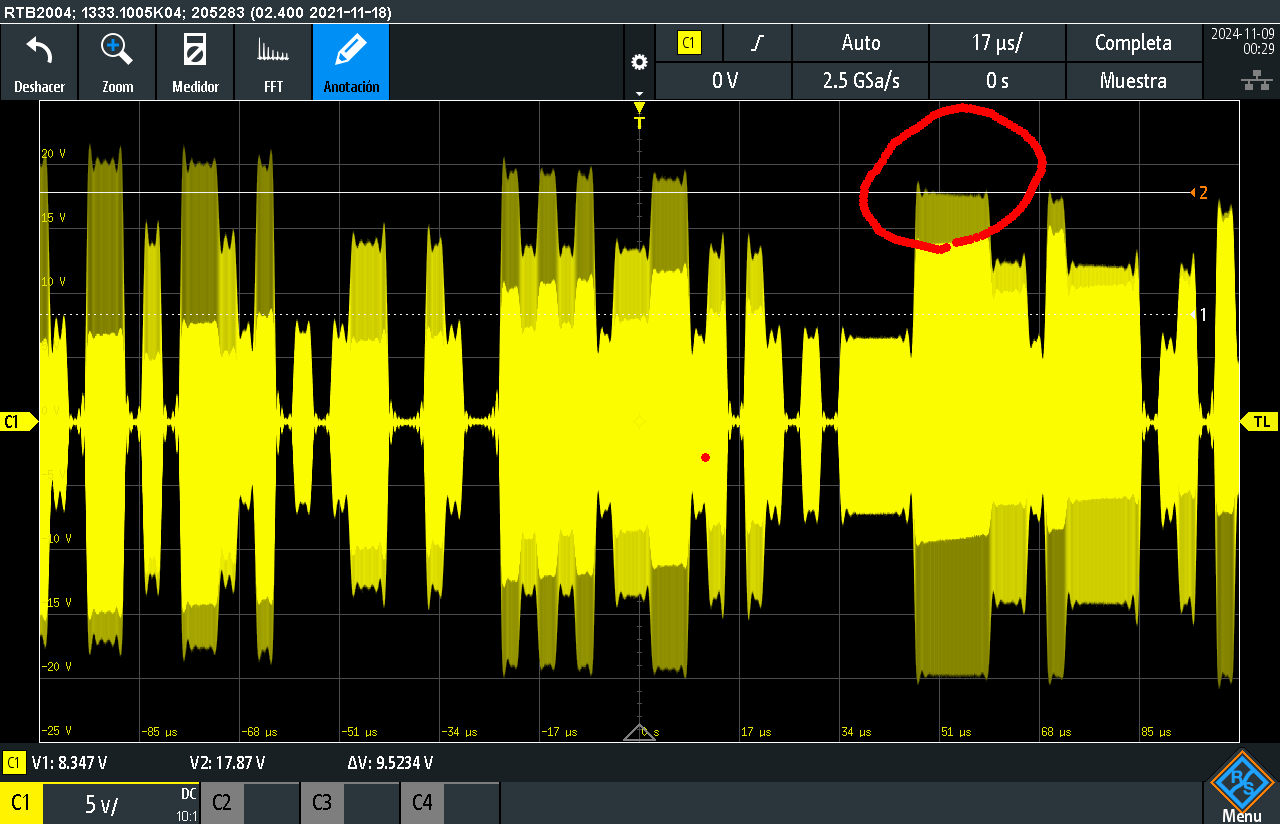 RTB2004; 1333.1005K04; 205283 (02.400 2021-11-18)
Deshacer
Zoom
Medidor
FFT
Anotación
C1
Auto
17 µs/
Completa
0 V
2.5 GSa/s
0 s
Muestra
2024-11-09
00:29
T
20 V
15 V
10 V
0 V
-5 V
-10 V
-15 V
-20 V
-25 V
2
1
C1
TL
-85 µs
-68 µs
-51 µs
-34 µs
-17 µs
0 s
17 µs
34 µs
51 µs
68 µs
85 µs
C1 V1: 8.347 V V2: 17.87 V ΔV: 9.5234 V
C1
5 V/
DC
10:1
C2
C3
C4
R&S
Menu